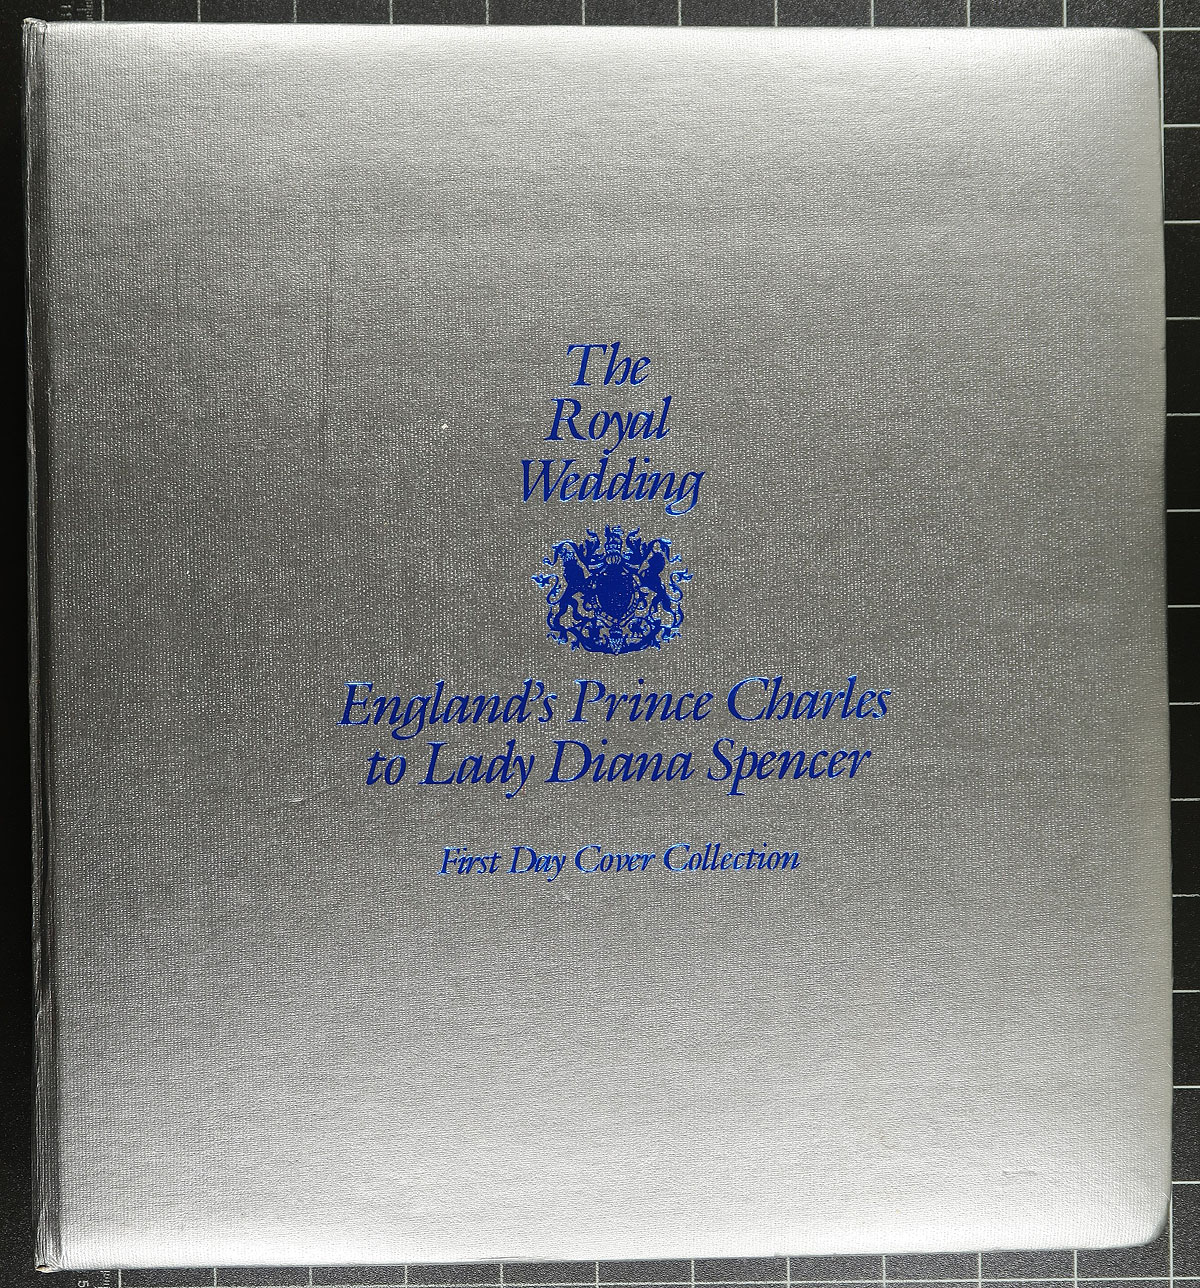 The
Royal
Wedding
England's Prince Charles
to Lady Diana Spencer
First Day Cover Collection